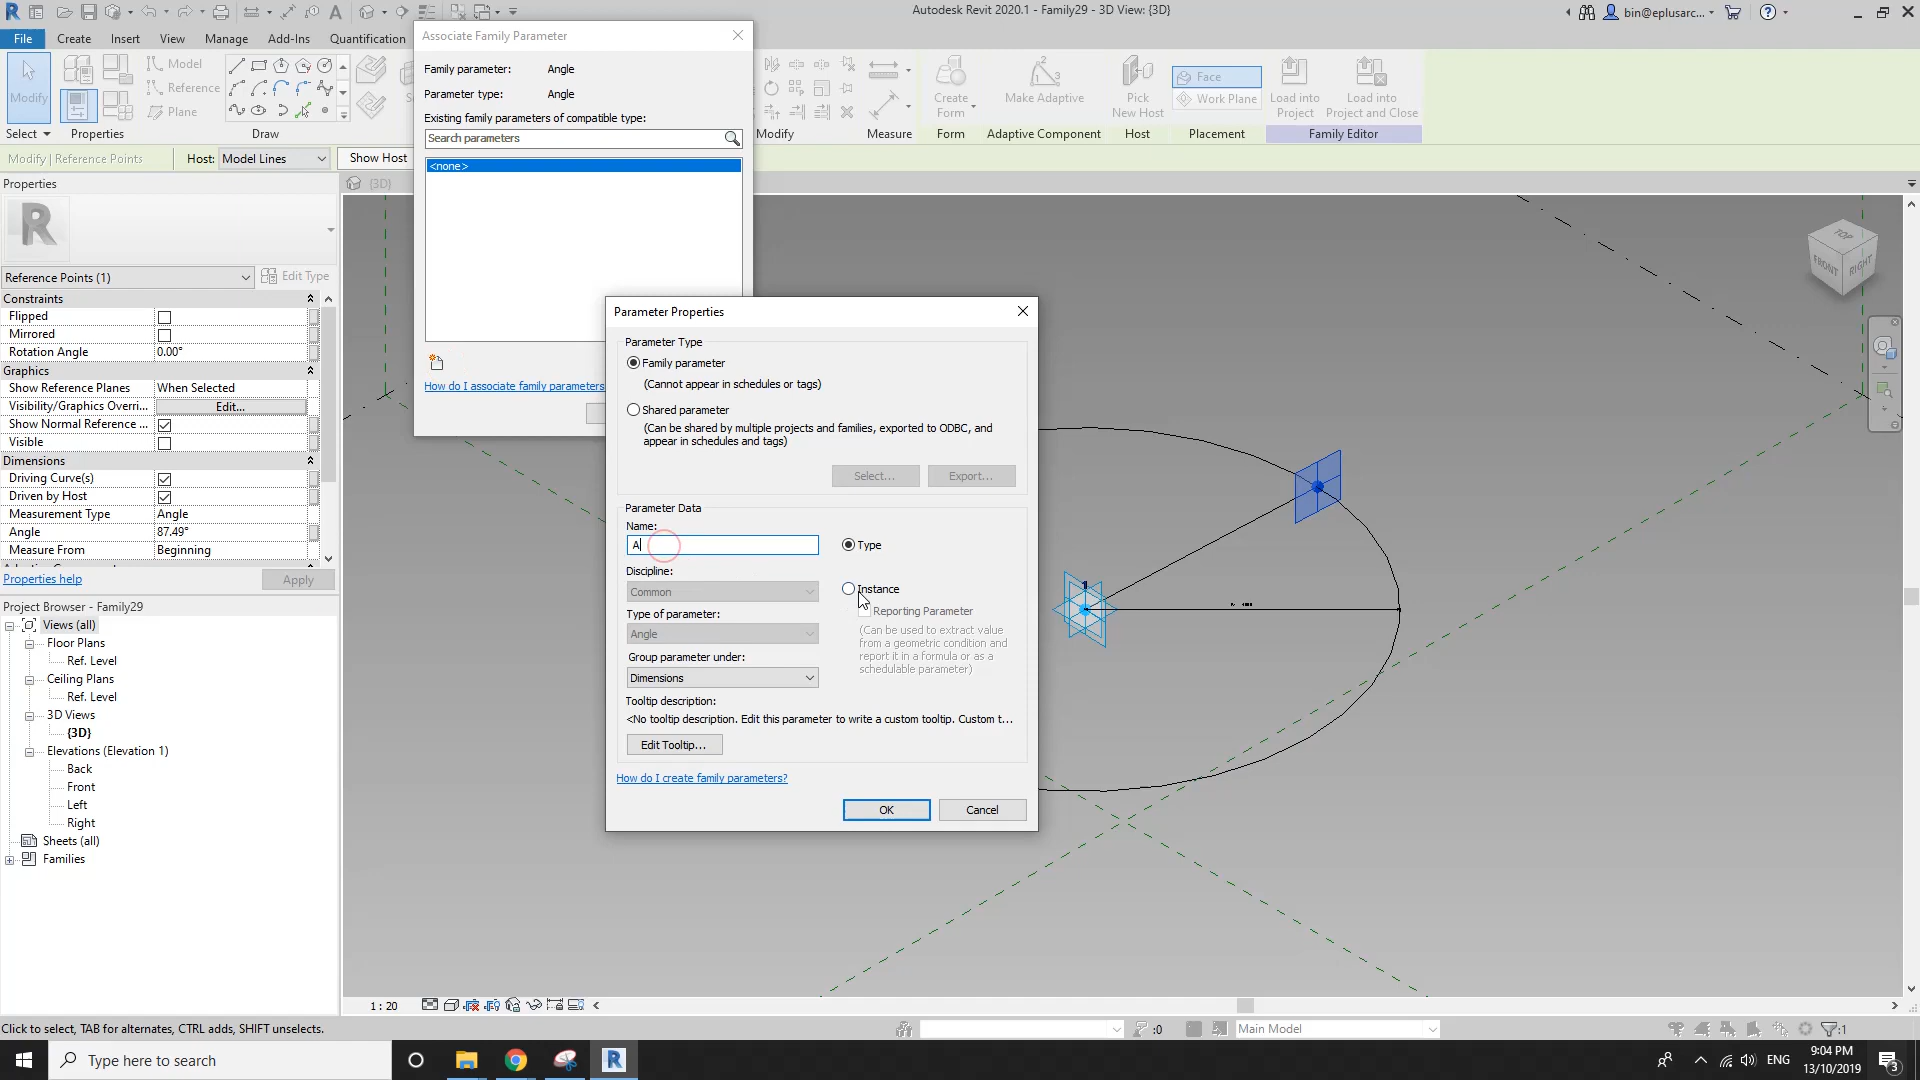 Autodesk Revit 2020.1 - Family29 - 3D View: {3D}
bin@eplusarc...
File
Create
Insert
View
Manage
Add-Ins
Quantification
Modify
Model
Reference
Plane
Select
Properties
Draw
Modify
Measure
Create
Form
Make Adaptive
Pick
New Host
Face
Work Plane
Load into
Project
Load into
Project and Close
Form
Adaptive Component
Host
Placement
Family Editor
Modify | Reference Points
Host:
Model Lines
Show Host
Properties
{3D}
Reference Points (1)
Edit Type
Constraints
Flipped
Mirrored
Rotation Angle
0.00°
Graphics
Show Reference Planes
When Selected
Visibility/Graphics Overri...
Edit...
Show Normal Reference ...
Visible
Dimensions
Driving Curve(s)
Driven by Host
Measurement Type
Angle
Angle
87.49°
Measure From
Beginning
Properties help
Apply
Project Browser - Family29
Views (all)
Floor Plans
Ref. Level
Ceiling Plans
Ref. Level
3D Views
{3D}
Elevations (Elevation 1)
Back
Front
Left
Right
Sheets (all)
Families
Associate Family Parameter
Family parameter:
Angle
Parameter type:
Angle
Existing family parameters of compatible type:
Search parameters
<none>
How do I associate family parameters
Parameter Properties
Parameter Type
Family parameter
(Cannot appear in schedules or tags)
Shared parameter
(Can be shared by multiple projects and families, exported to ODBC, and
appear in schedules and tags)
Select...
Export...
Parameter Data
Name:
A
Type
Discipline:
Common
Instance
Type of parameter:
Reporting Parameter
Angle
(Can be used to extract value
from a geometric condition and
report it in a formula or as a
schedulable parameter)
Group parameter under:
Dimensions
Tooltip description:
<No tooltip description. Edit this parameter to write a custom tooltip. Custom t...
Edit Tooltip...
How do I create family parameters?
OK
Cancel
TOP
FRONT
RIGHT
1
1 : 20
Click to select, TAB for alternates, CTRL adds, SHIFT unselects.
:0
Main Model
:1
Type here to search
ENG
9:04 PM
13/10/2019
3